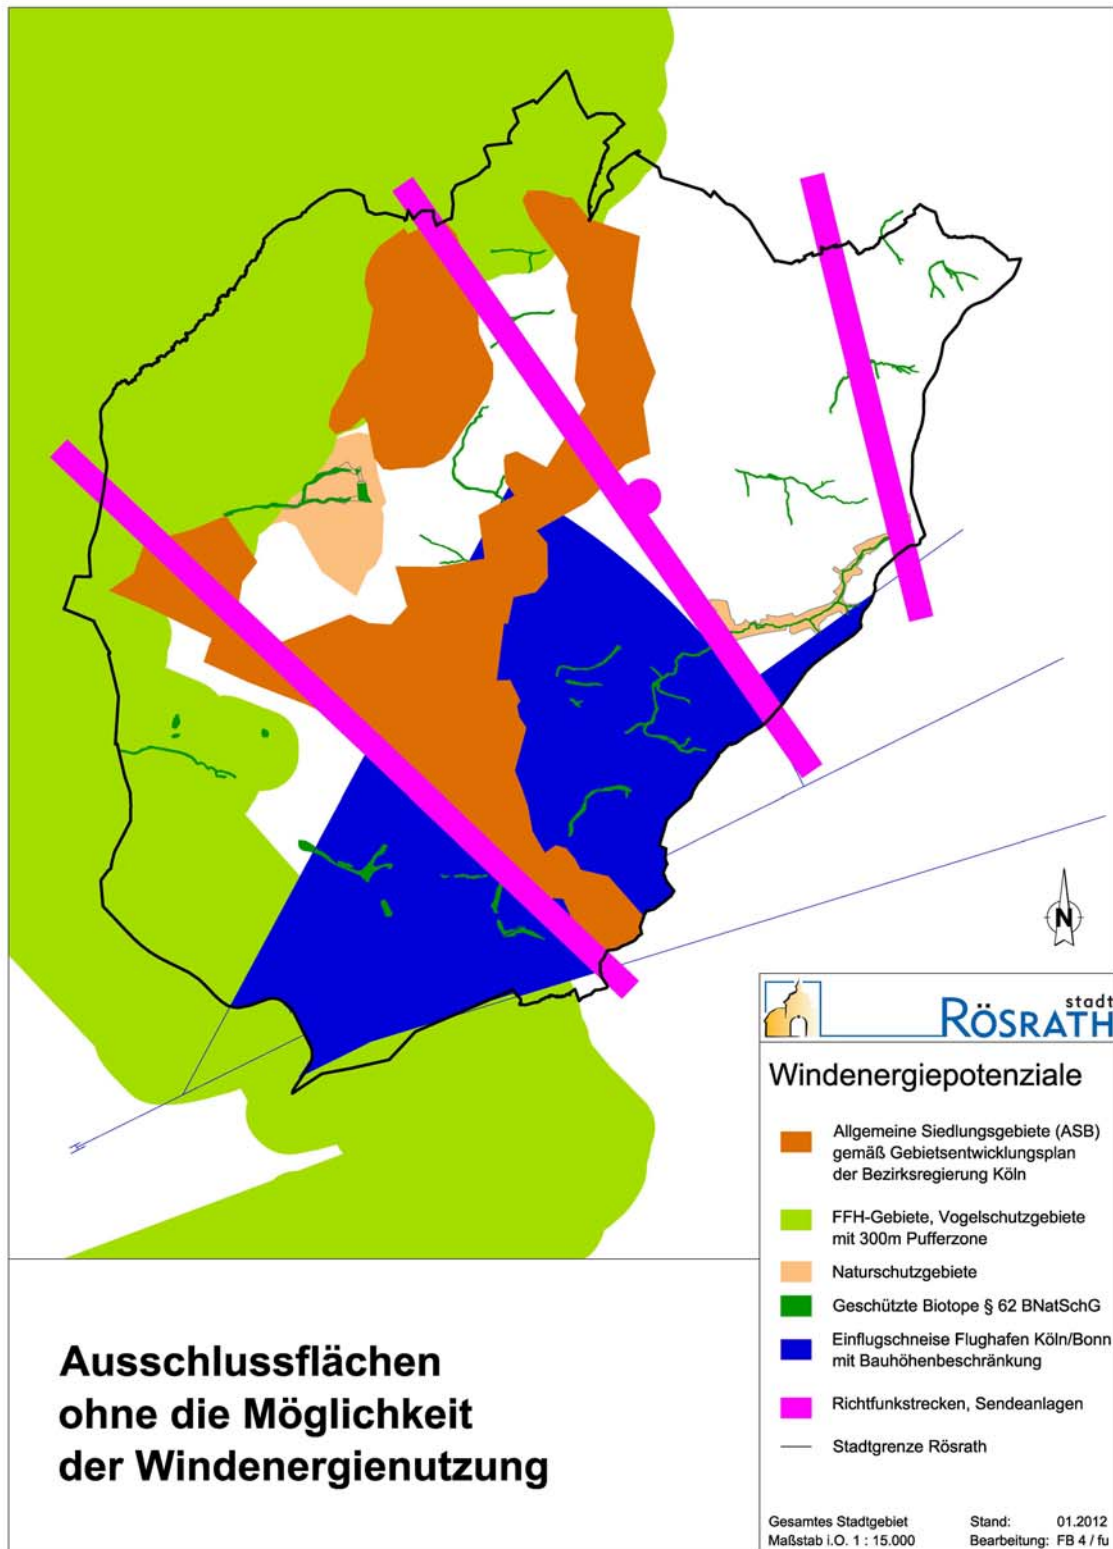 N
stadt
RÖSRATH
Windenergiepotenziale
Allgemeine Siedlungsgebiete (ASB)
gemäß Gebietsentwicklungsplan
der Bezirksregierung Köln
FFH-Gebiete, Vogelschutzgebiete
mit 300m Pufferzone
Naturschutzgebiete
Geschützte Biotope § 62 BNatSchG
Einflugschneise Flughafen Köln/Bonn
mit Bauhöhenbeschränkung
Richtfunkstrecken, Sendeanlagen
Stadtgrenze Rösrath
Gesamtes Stadtgebiet Stand: 01.2012
Maßstab i.O. 1 : 15.000 Bearbeitung: FB 4 / fu
Ausschlussflächen
ohne die Möglichkeit
der Windenergienutzung